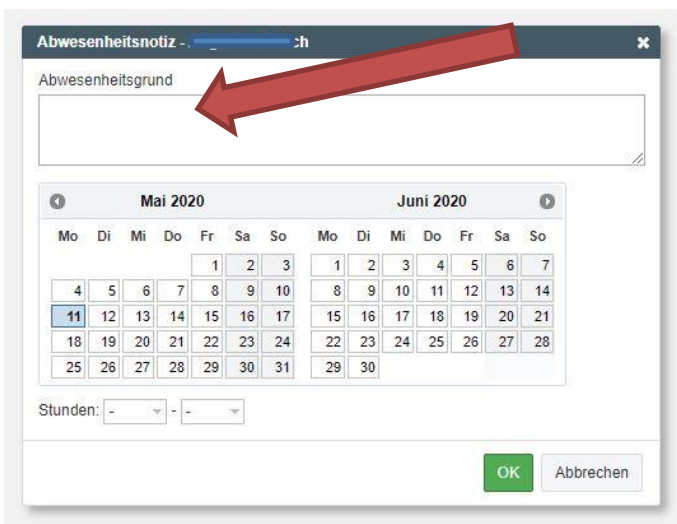 Abwesenheitsnotiz -
Abwesenheitsgrund
Mai 2020 Juni 2020
Mo Di Mi Do Fr Sa So Mo Di Mi Do Fr Sa So
1 2 3 1 2 3 4 5 6 7
4 5 6 7 8 9 10 8 9 10 11 12 13 14
11 12 13 14 15 16 17 15 16 17 18 19 20 21
18 19 20 21 22 23 24 22 23 24 25 26 27 28
25 26 27 28 29 30 31 29 30
Stunden: - - -
OK Abbrechen